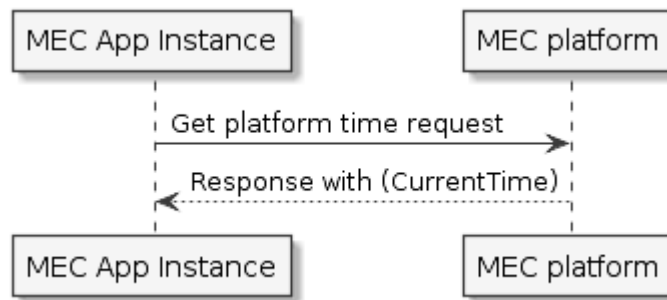 MEC App Instance
MEC platform
Get platform time request
Response with (CurrentTime)
MEC App Instance
MEC platform